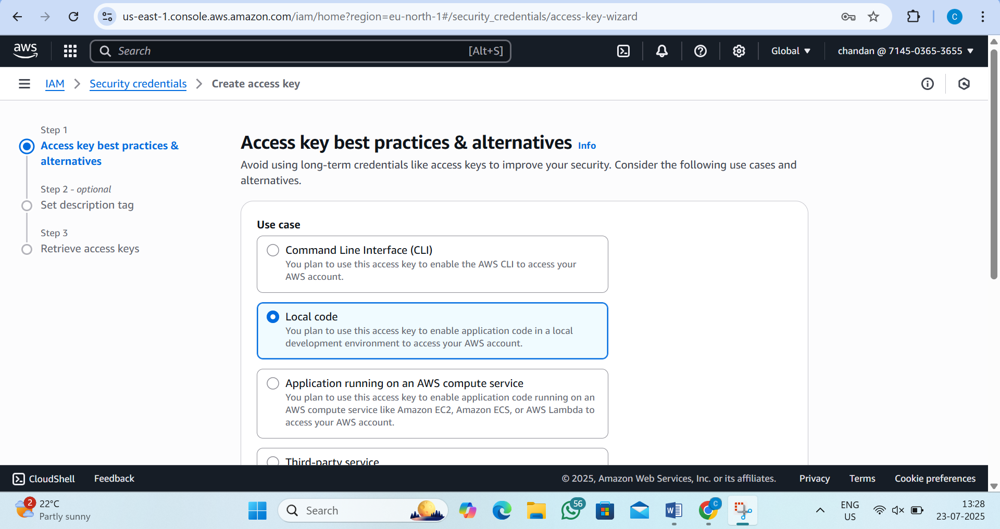 us-east-1.console.aws.amazon.com/iam/home?region=eu-north-1#/security_credentials/access-key-wizard
C
aws
Search
[Alt+S]
Global
chandan @ 7145-0365-3655
IAM
Security credentials
Create access key
Step 1
Access key best practices &
alternatives
Step 2 - optional
Set description tag
Step 3
Retrieve access keys
Access key best practices & alternatives Info
Avoid using long-term credentials like access keys to improve your security. Consider the following use cases and
alternatives.
Use case
Command Line Interface (CLI)
You plan to use this access key to enable the AWS CLI to access your
AWS account.
Local code
You plan to use this access key to enable application code in a local
development environment to access your AWS account.
Application running on an AWS compute service
You plan to use this access key to enable application code running on an
AWS compute service like Amazon EC2, Amazon ECS, or AWS Lambda to
access your AWS account.
Third-party service
CloudShell
Feedback
© 2025, Amazon Web Services, Inc. or its affiliates.
Privacy
Terms
Cookie preferences
2
22°C
Partly sunny
Search
56
W
C
ENG
US
13:28
23-07-2025